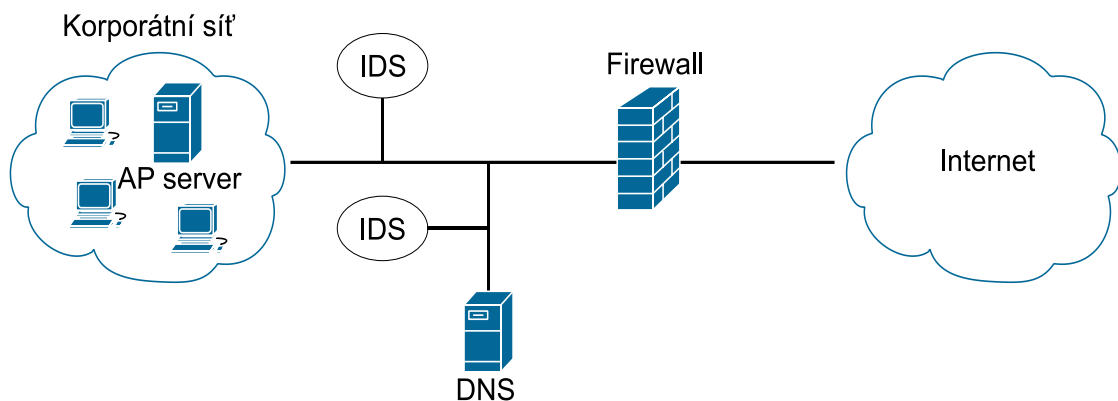 Korporátní síť
IDS
Firewall
AP server
Internet
IDS
DNS